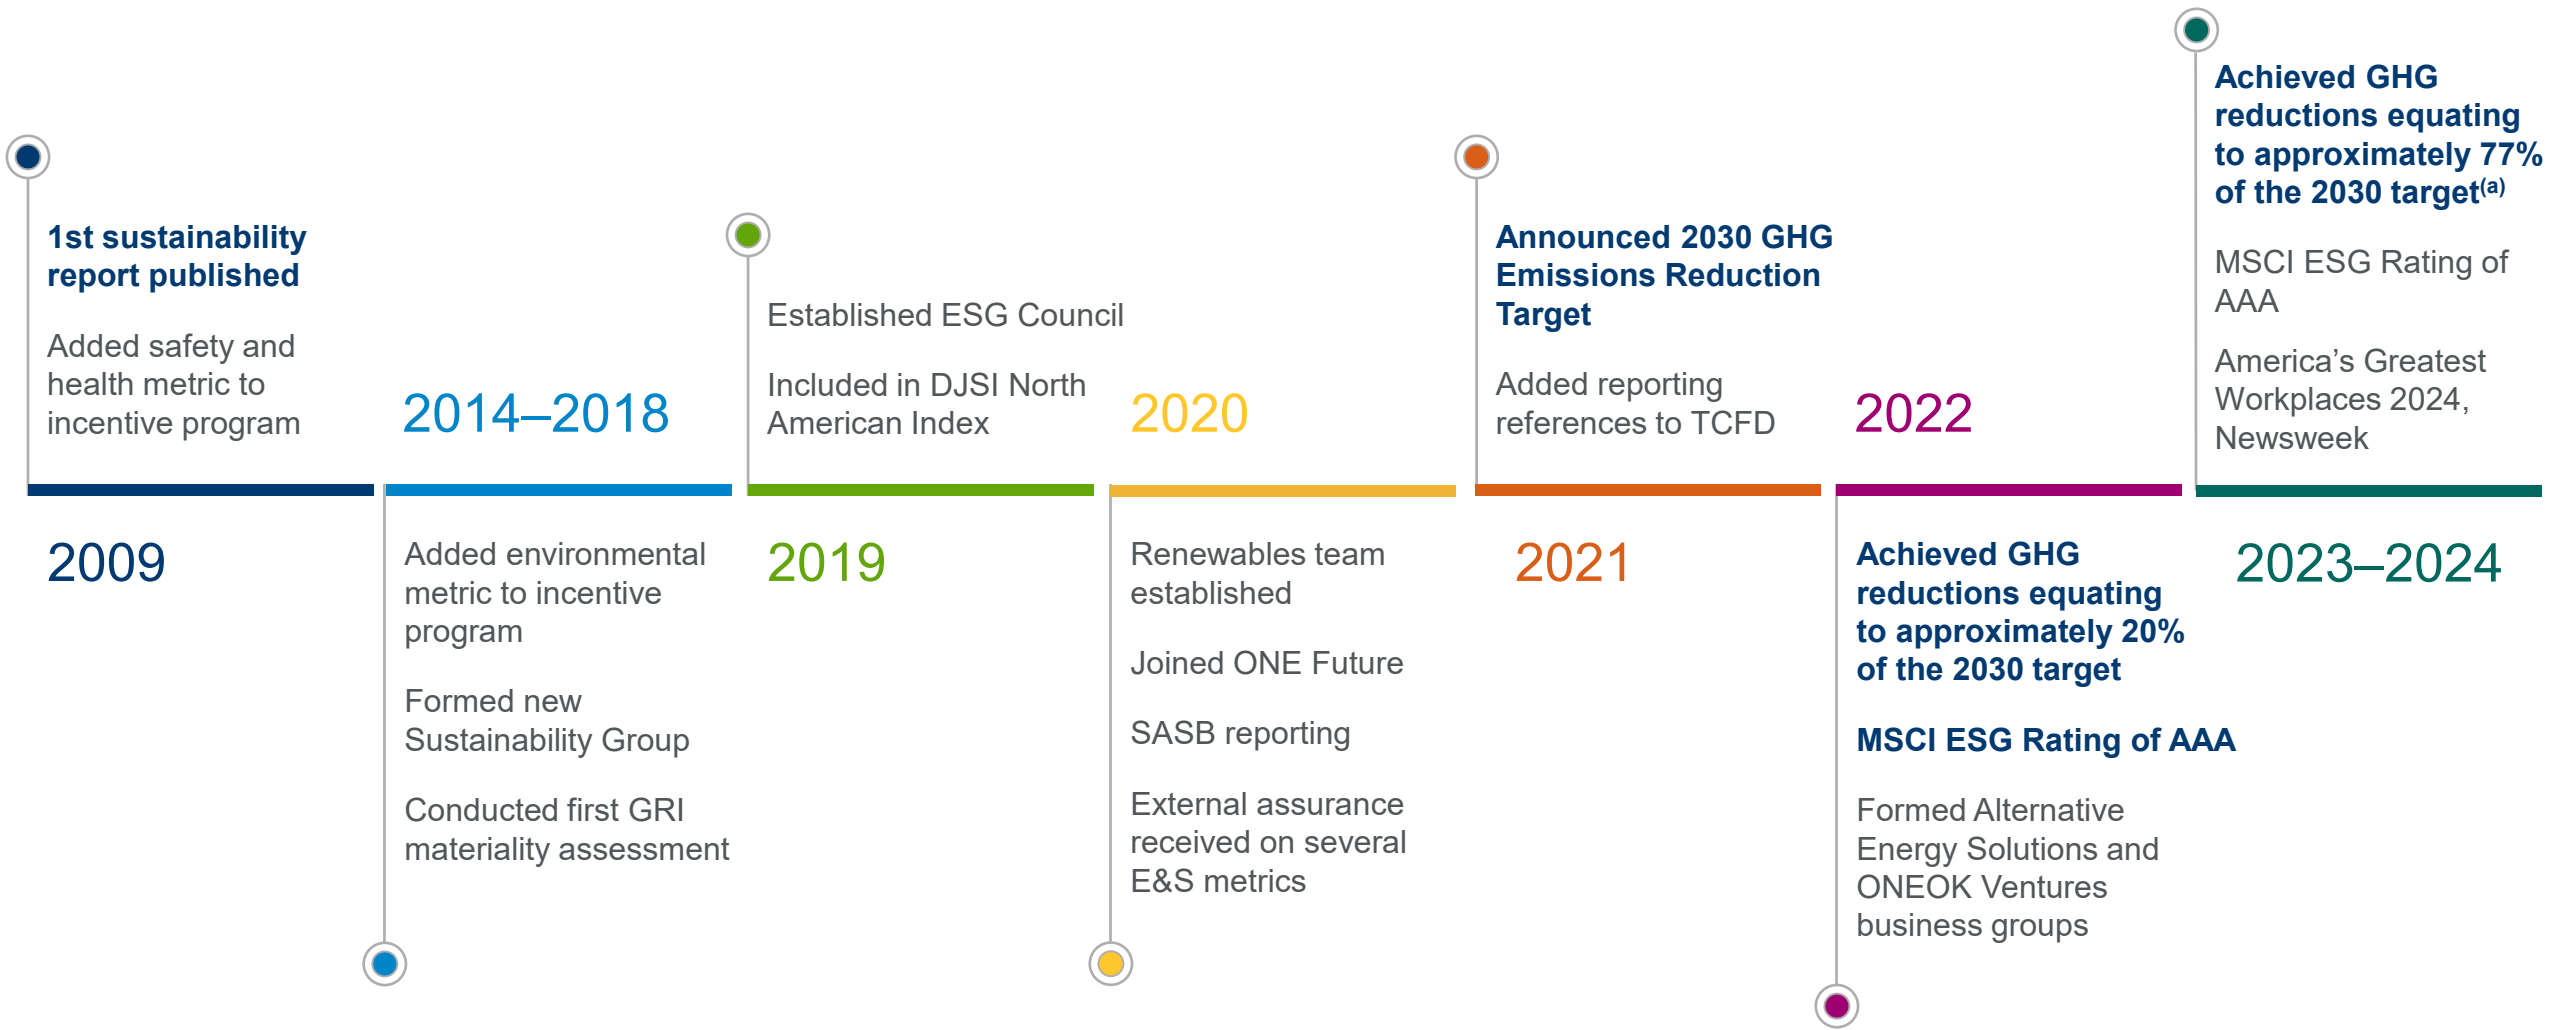 1st sustainability
report published
Added safety and
health metric to
incentive program
2009
2014–2018
Added environmental
metric to incentive
program
Formed new
Sustainability Group
Conducted first GRI
materiality assessment
Established ESG Council
Included in DJSI North
American Index
2019
2020
Renewables team
established
Joined ONE Future
SASB reporting
External assurance
received on several
E&S metrics
Announced 2030 GHG
Emissions Reduction
Target
Added reporting
references to TCFD
2021
2022
Achieved GHG
reductions equating
to approximately 20%
of the 2030 target
MSCI ESG Rating of AAA
Formed Alternative
Energy Solutions and
ONEOK Ventures
business groups
Achieved GHG
reductions equating
to approximately 77%
of the 2030 target(a)
MSCI ESG Rating of
AAA
America’s Greatest
Workplaces 2024,
Newsweek
2023–2024